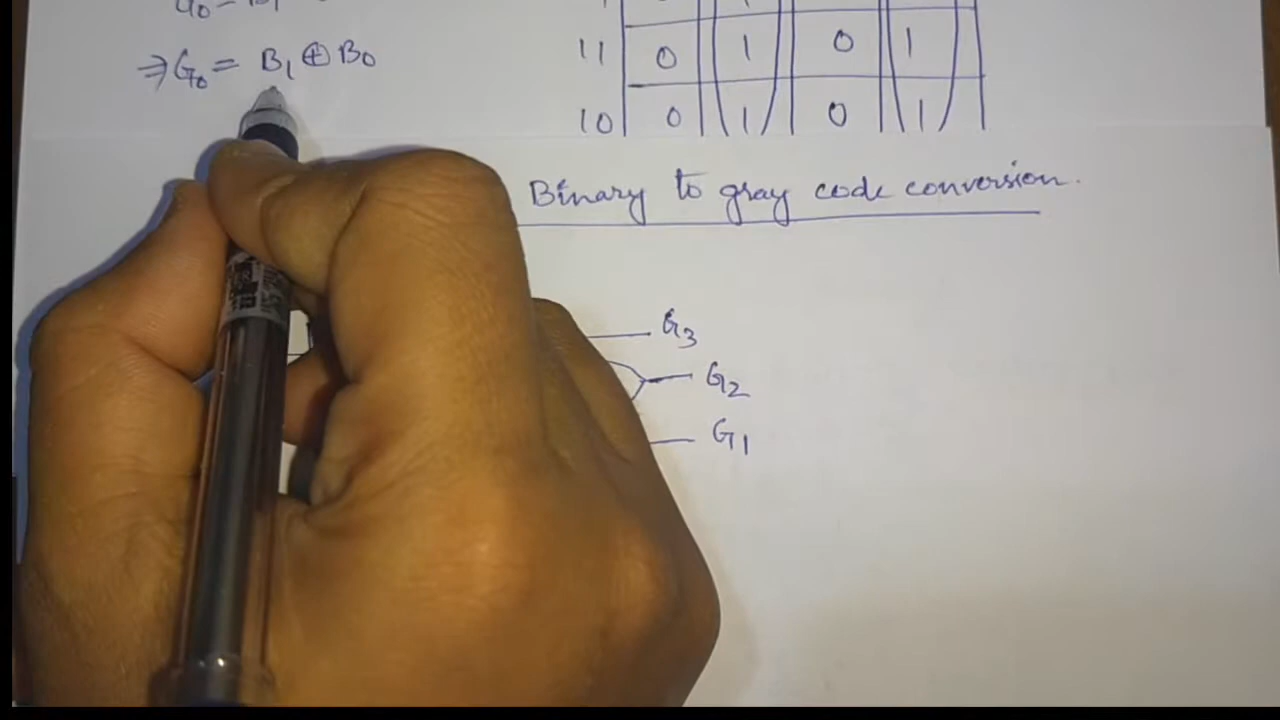 ⇒ G0 = B1 ⊕ B0
11 0 1 0 1
10 0 1 0 1
Binary to gray code conversion.
G3
G2
G1